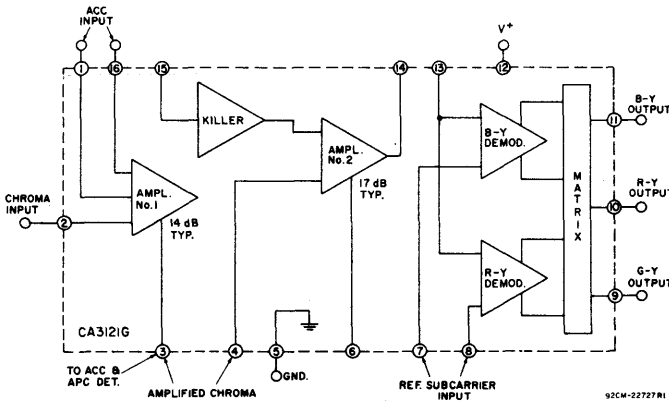 ACC
INPUT
V+
1
16
15
14
13
12
KILLER
B-Y
DEMOD.
B-Y
OUTPUT
11
AMPL.
No.2
17 dB
TYP.
AMPL.
No.1
14 dB
TYP.
MATRIX
R-Y
OUTPUT
10
CHROMA
INPUT
2
R-Y
DEMOD.
G-Y
OUTPUT
9
CA3121G
3
4
5
6
7
8
TO ACC &
APC DET.
AMPLIFIED CHROMA
GND.
REF. SUBCARRIER
INPUT
92CM-22727R1